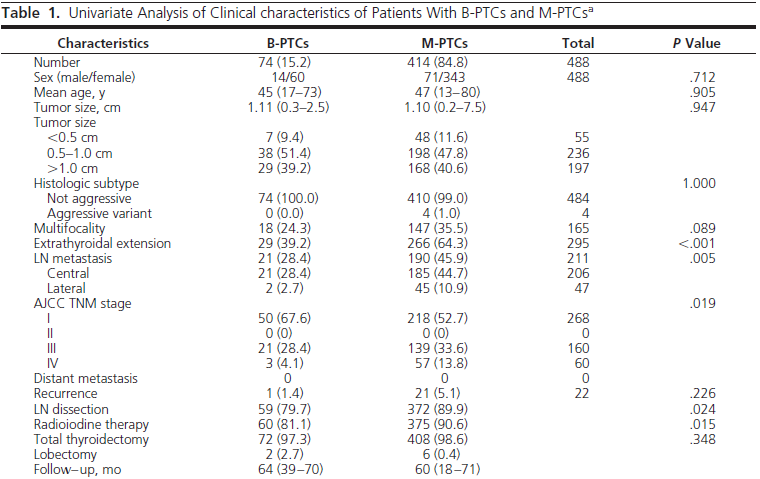 Table 1. Univariate Analysis of Clinical characteristics of Patients With B-PTCs and M-PTCsᵃ
Characteristics B-PTCs M-PTCs Total P Value
Number 74 (15.2) 414 (84.8) 488
Sex (male/female) 14/60 71/343 488 .712
Mean age, y 45 (17–73) 47 (13–80) .905
Tumor size, cm 1.11 (0.3–2.5) 1.10 (0.2–7.5) .947
Tumor size
<0.5 cm 7 (9.4) 48 (11.6) 55
0.5–1.0 cm 38 (51.4) 198 (47.8) 236
>1.0 cm 29 (39.2) 168 (40.6) 197
Histologic subtype 1.000
Not aggressive 74 (100.0) 410 (99.0) 484
Aggressive variant 0 (0.0) 4 (1.0) 4
Multifocality 18 (24.3) 147 (35.5) 165 .089
Extrathyroidal extension 29 (39.2) 266 (64.3) 295 <.001
LN metastasis 21 (28.4) 190 (45.9) 211 .005
Central 21 (28.4) 185 (44.7) 206
Lateral 2 (2.7) 45 (10.9) 47
AJCC TNM stage .019
I 50 (67.6) 218 (52.7) 268
II 0 (0) 0 (0) 0
III 21 (28.4) 139 (33.6) 160
IV 3 (4.1) 57 (13.8) 60
Distant metastasis 0 0 0
Recurrence 1 (1.4) 21 (5.1) 22 .226
LN dissection 59 (79.7) 372 (89.9) .024
Radioiodine therapy 60 (81.1) 375 (90.6) .015
Total thyroidectomy 72 (97.3) 408 (98.6) .348
Lobectomy 2 (2.7) 6 (0.4)
Follow-up, mo 64 (39–70) 60 (18–71)